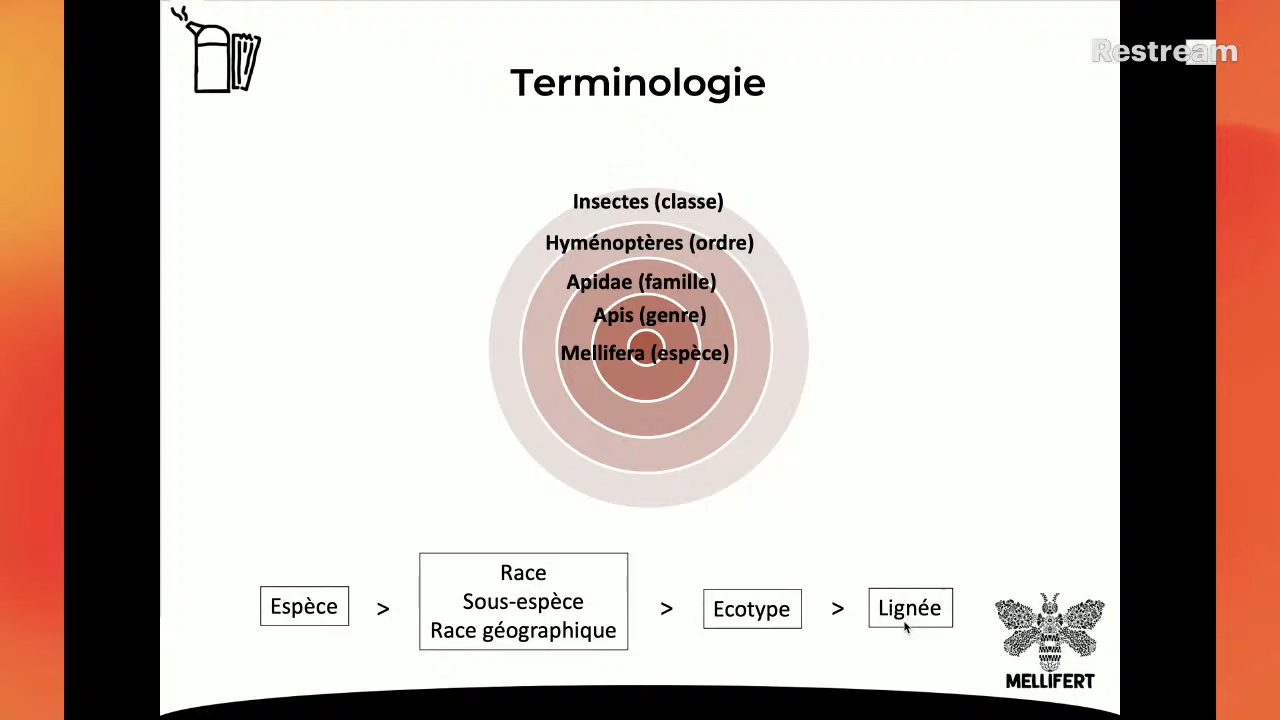 Restream
Terminologie
Insectes (classe)
Hyménoptères (ordre)
Apidae (famille)
Apis (genre)
Mellifera (espèce)
Espèce
>
Race
Sous-espèce
Race géographique
>
Ecotype
>
Lignée
MELLIFERT